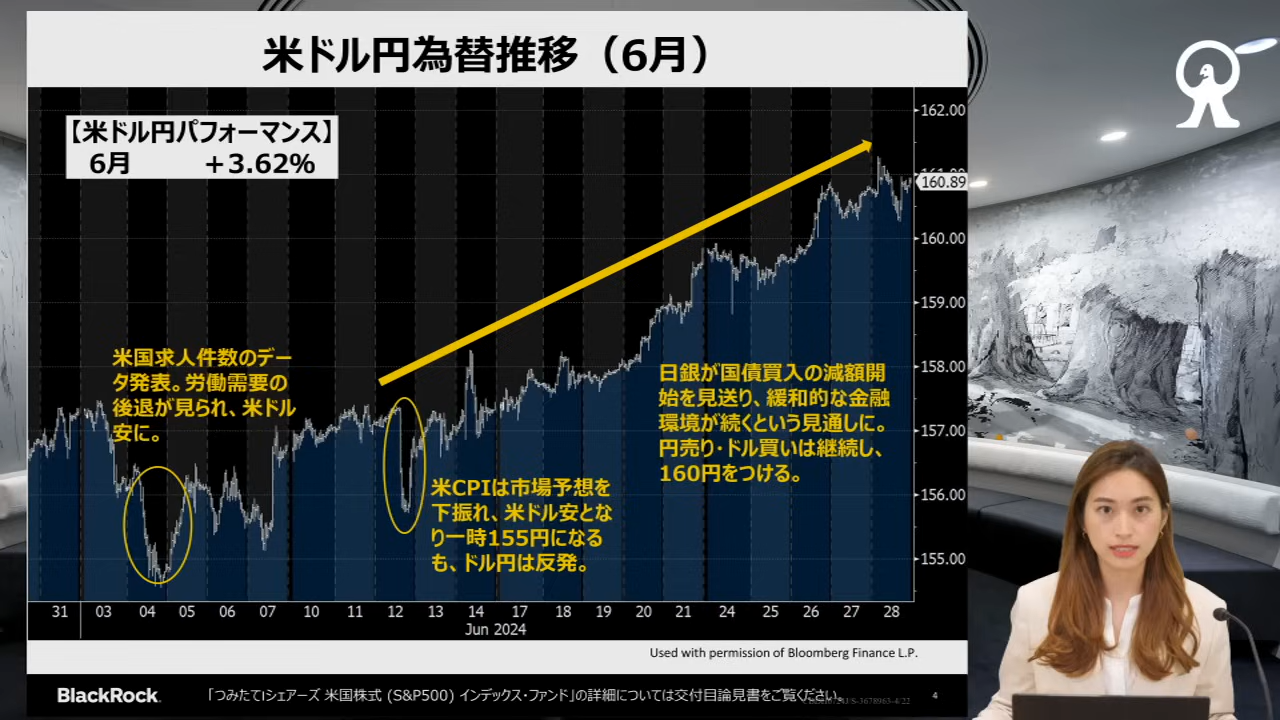 米ドル円為替推移（6月）
【米ドル円パフォーマンス】
6月 ＋3.62%
162.00
160.89
160.00
159.00
158.00
157.00
156.00
155.00
米国求人件数のデー
タ発表。労働需要の
後退が見られ、米ドル
安に。
米CPIは市場予想を
下振れ、米ドル安とな
り一時155円になる
も、ドル円は反発。
日銀が国債買入の減額開
始を見送り、緩和的な金融
環境が続くという見通しに。
円売り・ドル買いは継続し、
160円をつける。
31 03 04 05 06 07 10 11 12 13 14 17 18 19 20 21 24 25 26 27 28
Jun 2024
Used with permission of Bloomberg Finance L.P.
BlackRock.
「つみたてiシェアーズ 米国株式 (S&P500) インデックス・ファンド」の詳細については交付目論見書をご覧ください。
4